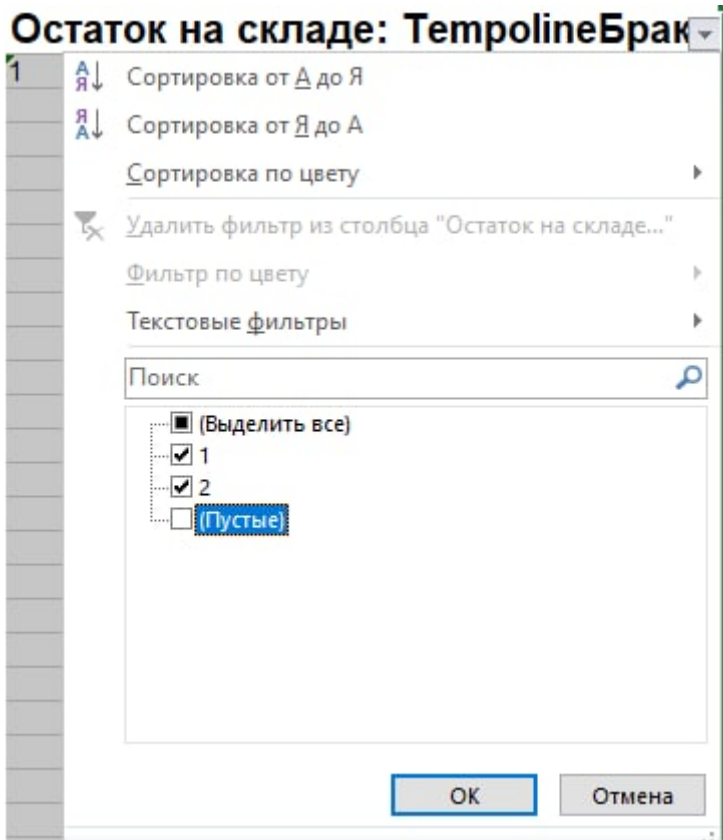 Остаток на складе: TempolineБрак
1
Сортировка от А до Я
Сортировка от Я до А
Сортировка по цвету
Удалить фильтр из столбца "Остаток на складе..."
Фильтр по цвету
Текстовые фильтры
Поиск
(Выделить все)
1
2
(Пустые)
ОК
Отмена